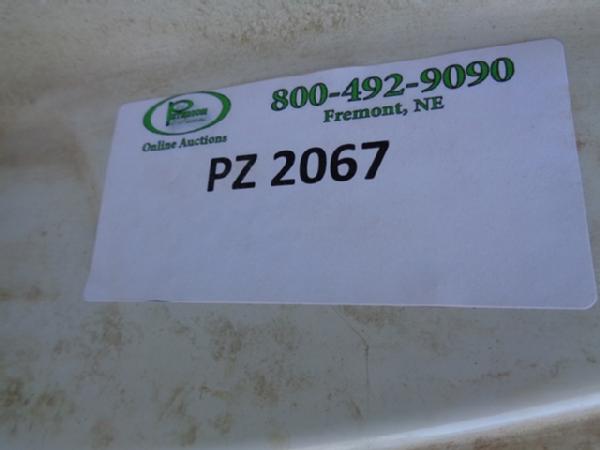 800-492-9090
Fremont, NE
Online Auctions
PZ 2067